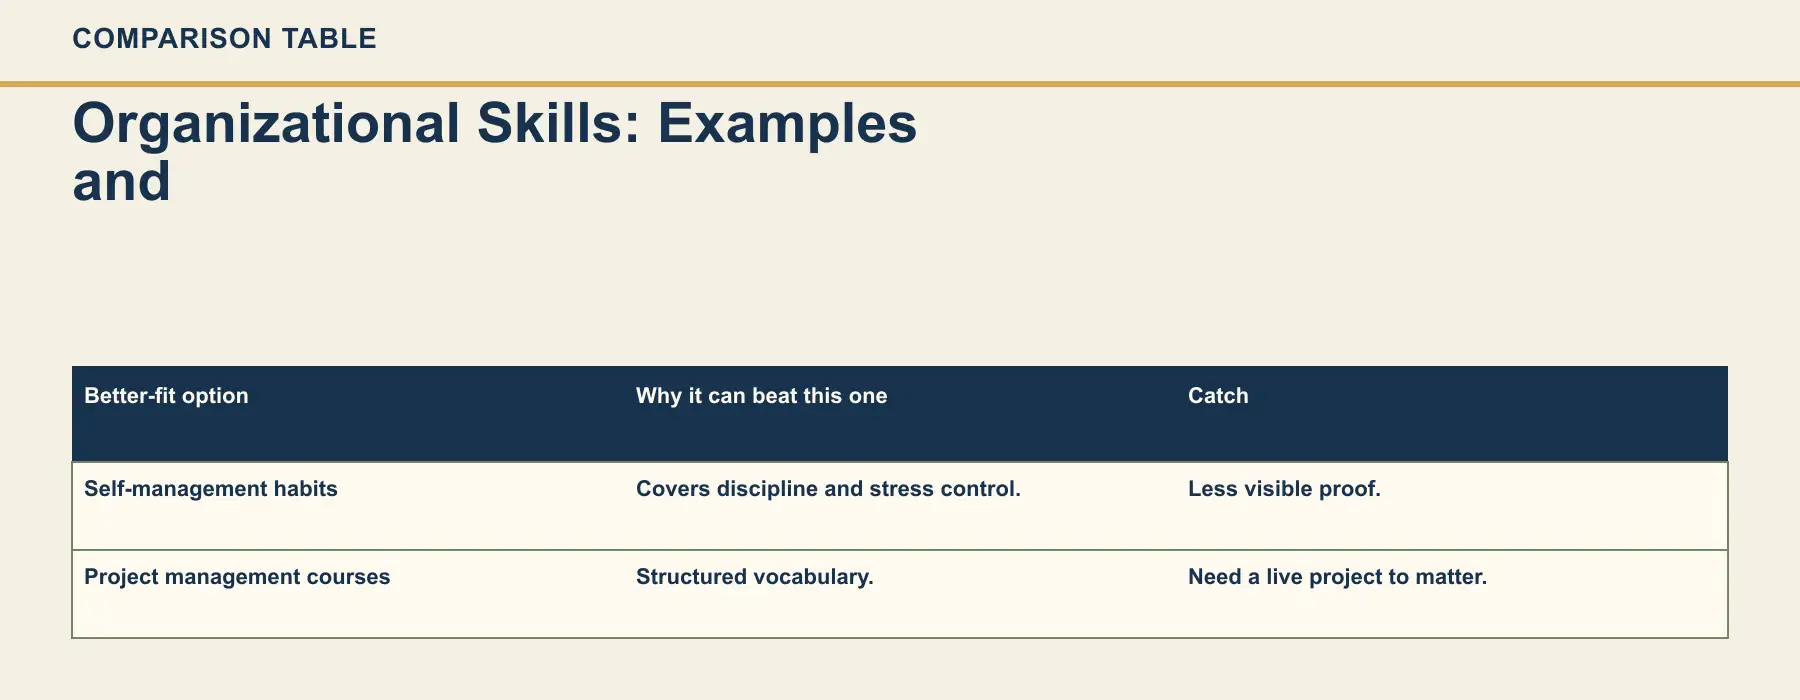 COMPARISON TABLE
Organizational Skills: Examples
and
Better-fit option Why it can beat this one Catch
Self-management habits Covers discipline and stress control. Less visible proof.
Project management courses Structured vocabulary. Need a live project to matter.